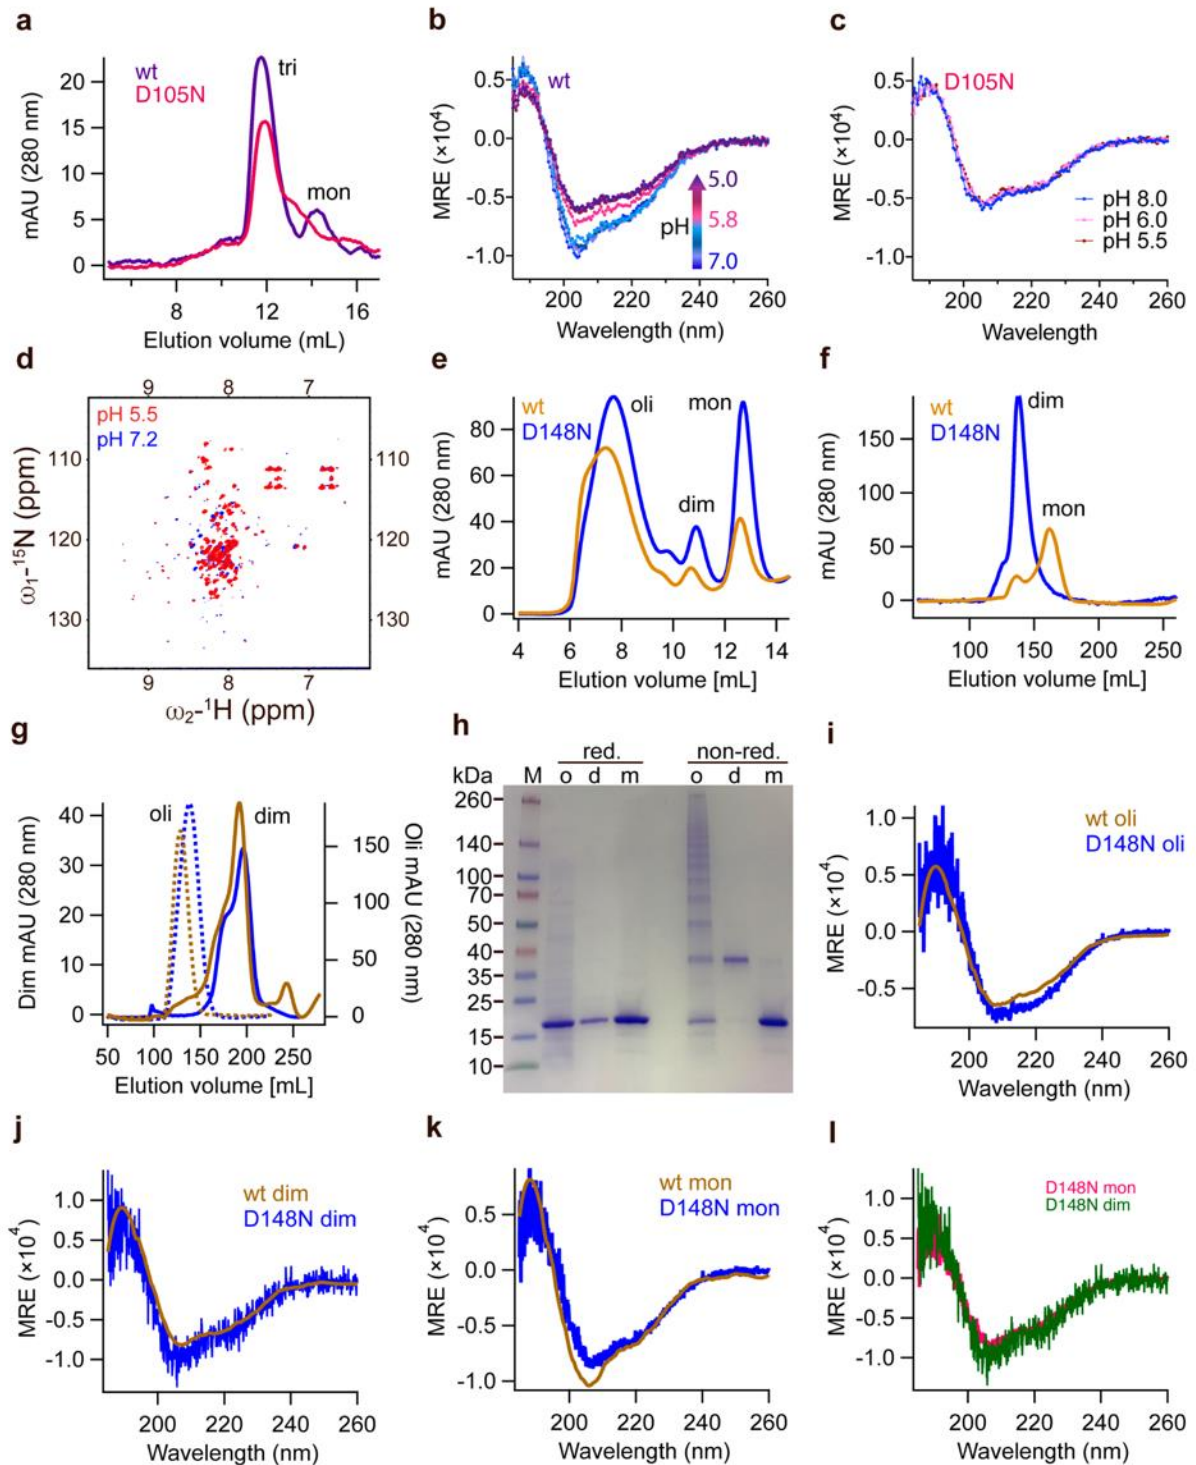 a
wt
D105N
tri
mon
mAU (280 nm)
20
15
10
5
0
8
12
16
Elution volume (mL)
b
wt
MRE (×10⁴)
0.5
0.0
-0.5
-1.0
pH
5.0
5.8
7.0
200
220
240
260
Wavelength (nm)
c
D105N
MRE (×10⁴)
0.5
0.0
-0.5
-1.0
pH 8.0
pH 6.0
pH 5.5
200
220
240
260
Wavelength
d
9
8
7
pH 5.5
pH 7.2
ω₁-¹⁵N (ppm)
110
120
130
110
120
130
9
8
7
ω₂-¹H (ppm)
e
wt
D148N
oli
mon
dim
mAU (280 nm)
80
60
40
20
0
4
6
8
10
12
14
Elution volume [mL]
f
wt
D148N
dim
mon
mAU (280 nm)
150
100
50
0
100
150
200
250
Elution volume [mL]
g
oli
dim
Dim mAU (280 nm)
40
30
20
10
0
Oli mAU (280 nm)
150
100
50
0
50
100
150
200
250
Elution volume [mL]
h
red.
non-red.
kDa
M
o
d
m
o
d
m
260
140
100
70
50
40
35
25
15
10
i
wt oli
D148N oli
MRE (×10⁴)
1.0
0.5
0.0
-0.5
200
220
240
260
Wavelength (nm)
j
wt dim
D148N dim
MRE (×10⁴)
1.0
0.5
0.0
-0.5
-1.0
200
220
240
260
Wavelength (nm)
k
wt mon
D148N mon
MRE (×10⁴)
0.5
0.0
-0.5
-1.0
200
220
240
260
Wavelength (nm)
l
D148N mon
D148N dim
MRE (×10⁴)
1.0
0.5
0.0
-0.5
-1.0
200
220
240
260
Wavelength (nm)